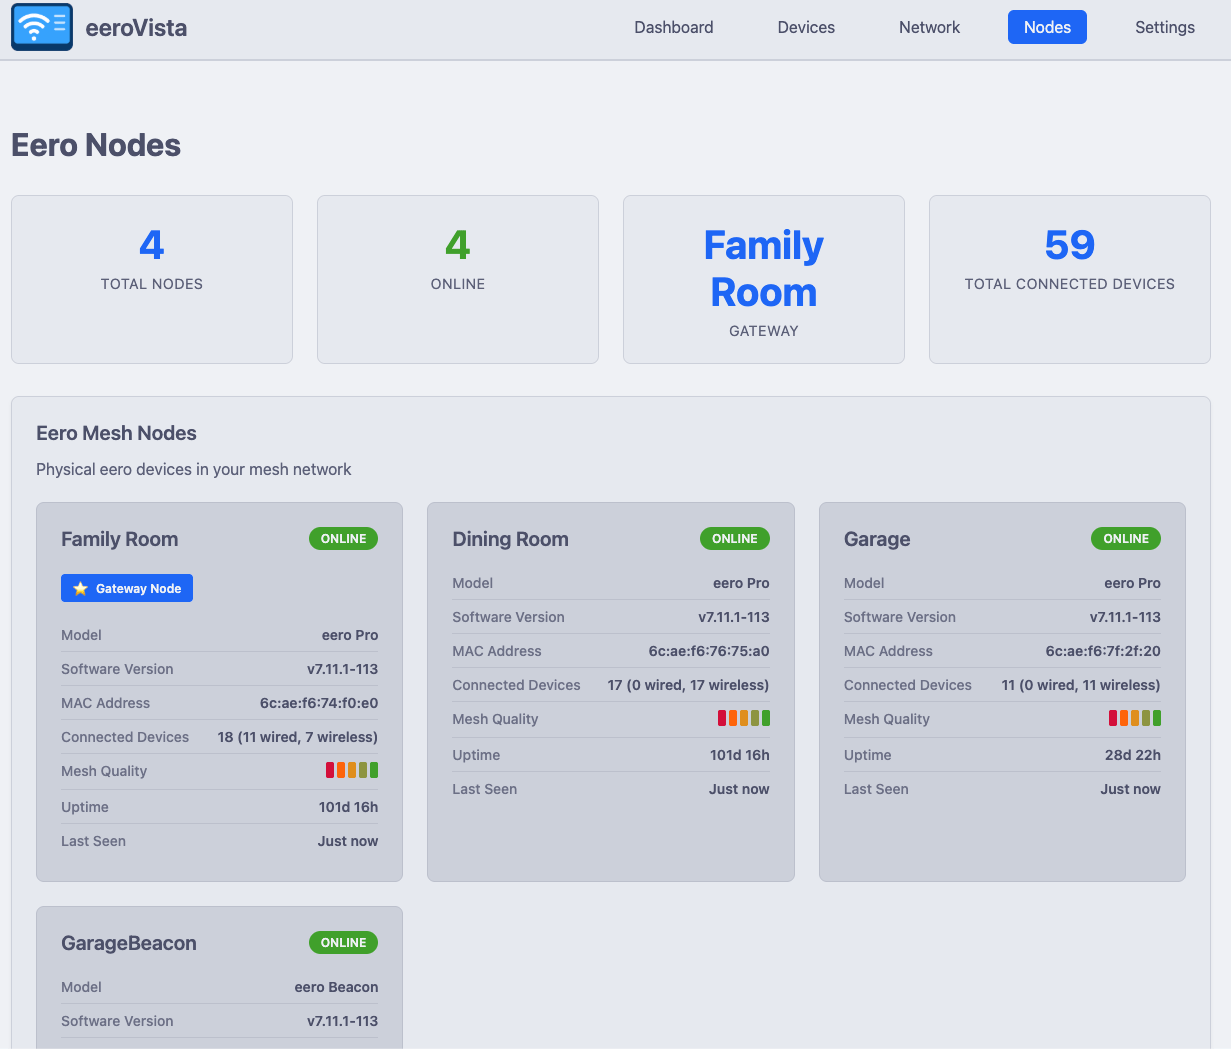 eeroVista
Dashboard
Devices
Network
Nodes
Settings
Eero Nodes
4
TOTAL NODES
4
ONLINE
Family
Room
GATEWAY
59
TOTAL CONNECTED DEVICES
Eero Mesh Nodes
Physical eero devices in your mesh network
Family Room ONLINE
Gateway Node
Model eero Pro
Software Version v7.11.1-113
MAC Address 6c:ae:f6:74:f0:e0
Connected Devices 18 (11 wired, 7 wireless)
Mesh Quality
Uptime 101d 16h
Last Seen Just now
Dining Room ONLINE
Model eero Pro
Software Version v7.11.1-113
MAC Address 6c:ae:f6:76:75:a0
Connected Devices 17 (0 wired, 17 wireless)
Mesh Quality
Uptime 101d 16h
Last Seen Just now
Garage ONLINE
Model eero Pro
Software Version v7.11.1-113
MAC Address 6c:ae:f6:7f:2f:20
Connected Devices 11 (0 wired, 11 wireless)
Mesh Quality
Uptime 28d 22h
Last Seen Just now
GarageBeacon ONLINE
Model eero Beacon
Software Version v7.11.1-113